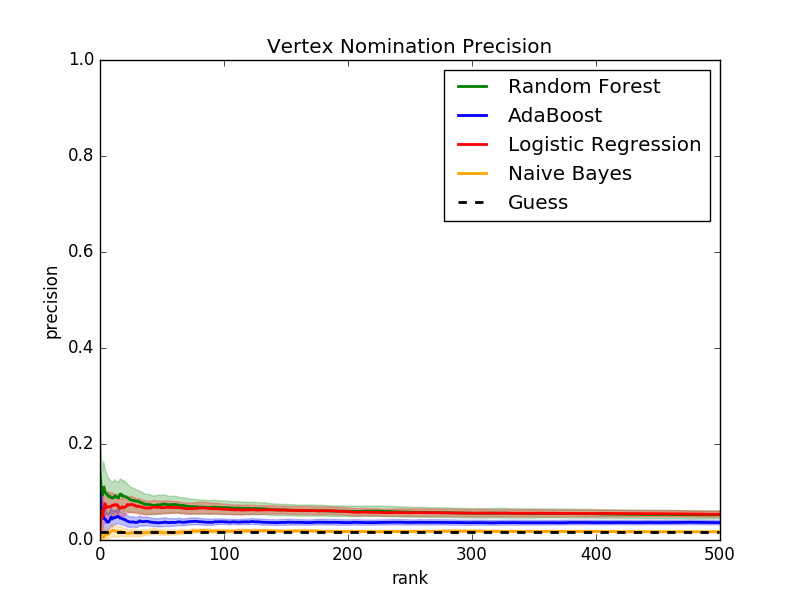 Vertex Nomination Precision
1.0
0.8
0.6
0.4
0.2
0.0
precision
Random Forest
AdaBoost
Logistic Regression
Naive Bayes
Guess
0 100 200 300 400 500
rank